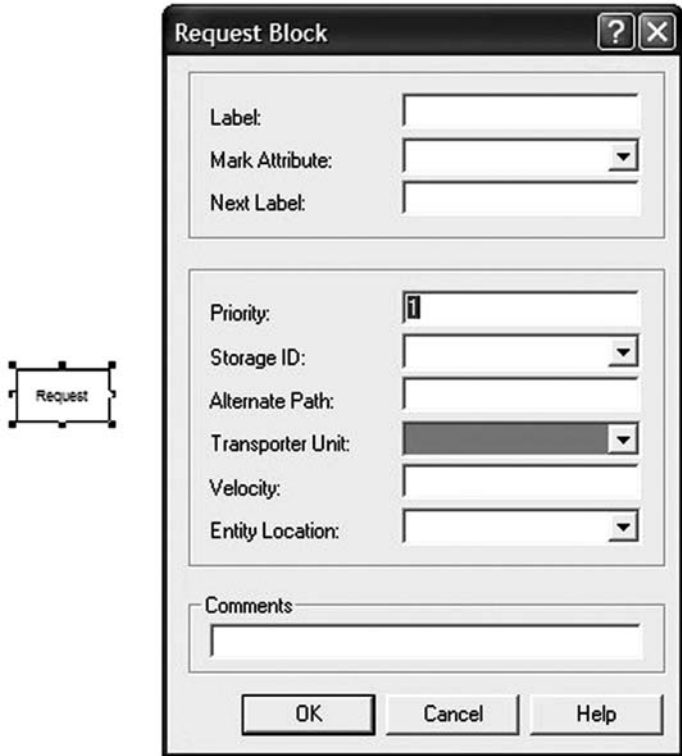 Request Block
Label:
Mark Attribute:
Next Label:
Priority: 1
Storage ID:
Alternate Path:
Transporter Unit:
Velocity:
Entity Location:
Comments
OK Cancel Help
Request